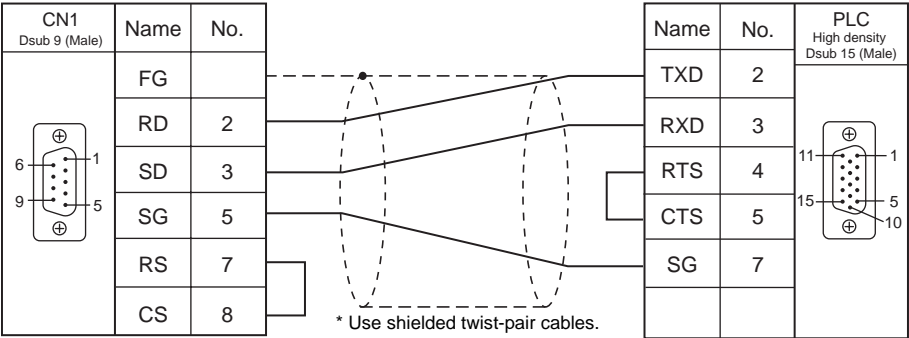 CN1
Dsub 9 (Male)
Name No.
FG
RD 2
SD 3
SG 5
RS 7
CS 8
6
1
9
5
* Use shielded twist-pair cables.
Name No.
PLC
High density
Dsub 15 (Male)
TXD 2
RXD 3
RTS 4
CTS 5
SG 7
11
1
15
5
10